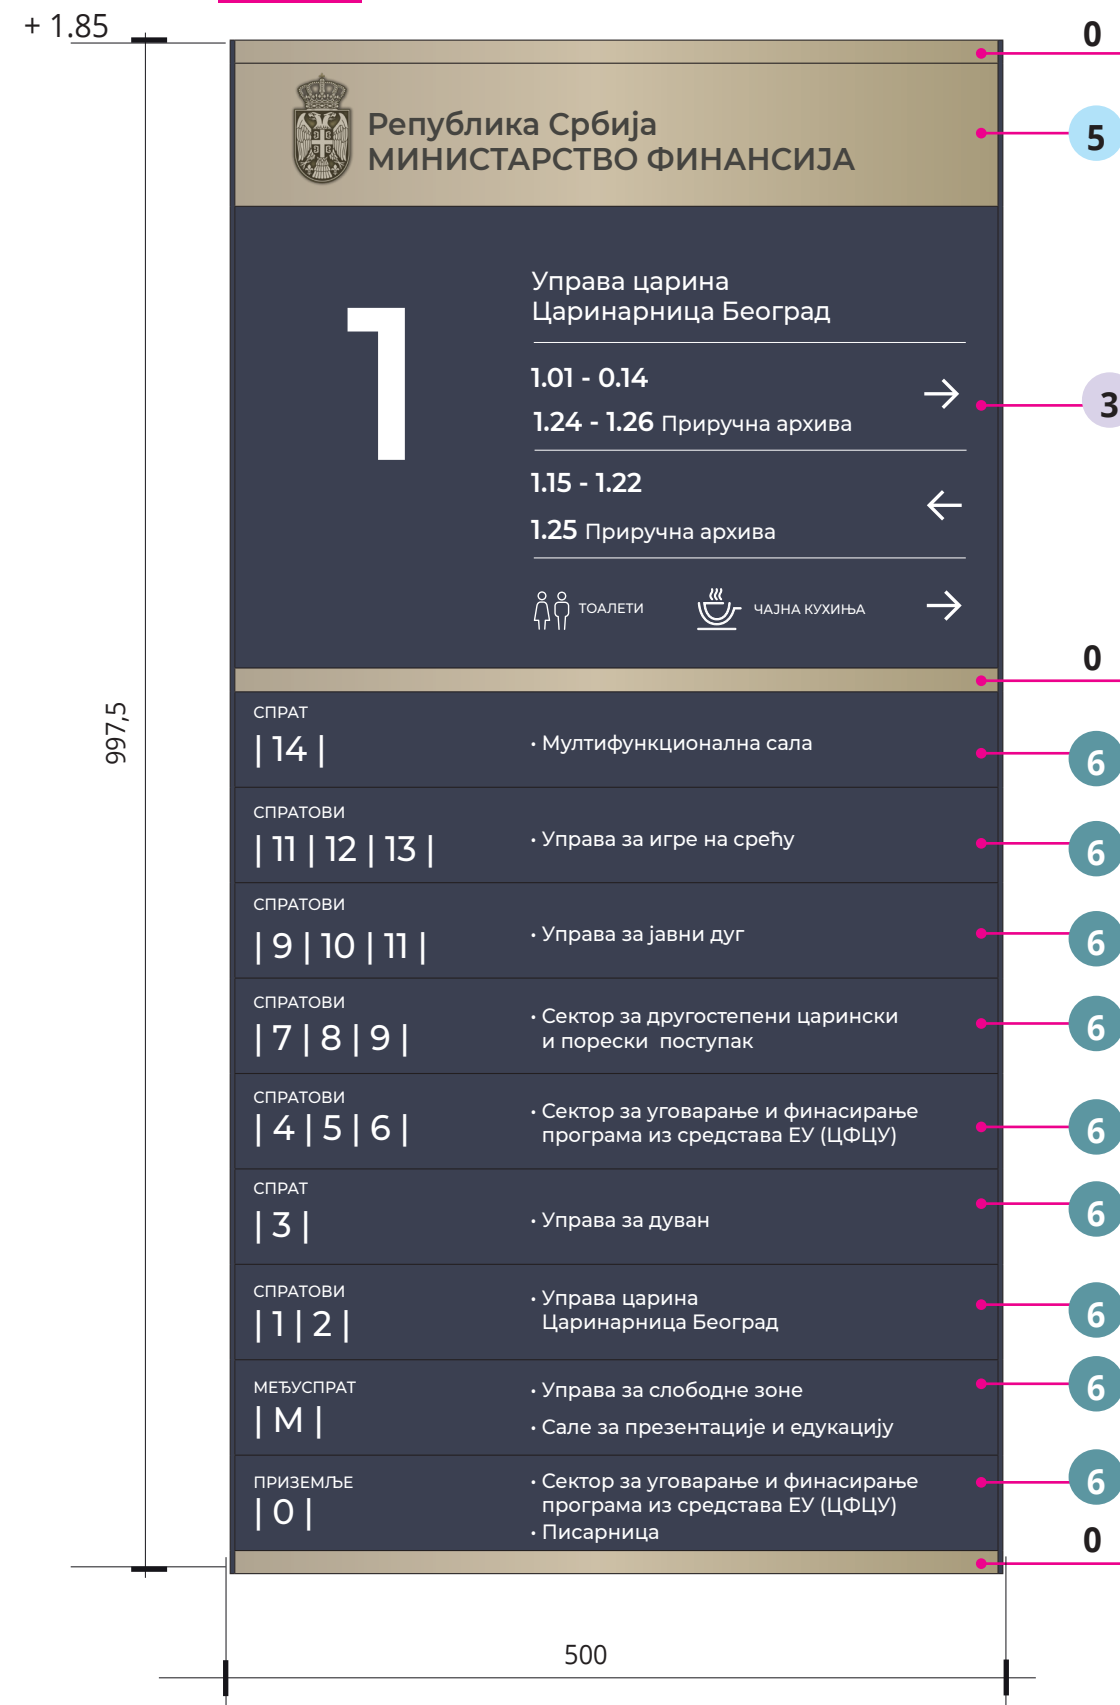 + 1.85
0
Република Србија
МИНИСТАРСТВО ФИНАНСИЈА
5
1
Управа царина
Царинарница Београд
1.01 - 0.14
1.24 - 1.26 Приручна архива
3
1.15 - 1.22
1.25 Приручна архива
ТОАЛЕТИ ЧАЈНА КУХИЊА
0
997,5
СПРАТ
| 14 |
• Мултифункционална сала
6
СПРАТОВИ
| 11 | 12 | 13 |
• Управа за игре на срећу
6
СПРАТОВИ
| 9 | 10 | 11 |
• Управа за јавни дуг
6
СПРАТОВИ
| 7 | 8 | 9 |
• Сектор за другостепени царински
и порески поступак
6
СПРАТОВИ
| 4 | 5 | 6 |
• Сектор за уговарање и финасирање
програма из средстава ЕУ (ЦФЦУ)
6
СПРАТ
| 3 |
• Управа за дуван
6
СПРАТОВИ
| 1 | 2 |
• Управа царина
Царинарница Београд
6
МЕЂУСПРАТ
| М |
• Управа за слободне зоне
• Сале за презентације и едукацију
6
ПРИЗЕМЉЕ
| 0 |
• Сектор за уговарање и финасирање
програма из средстава ЕУ (ЦФЦУ)
• Писарница
6
0
500